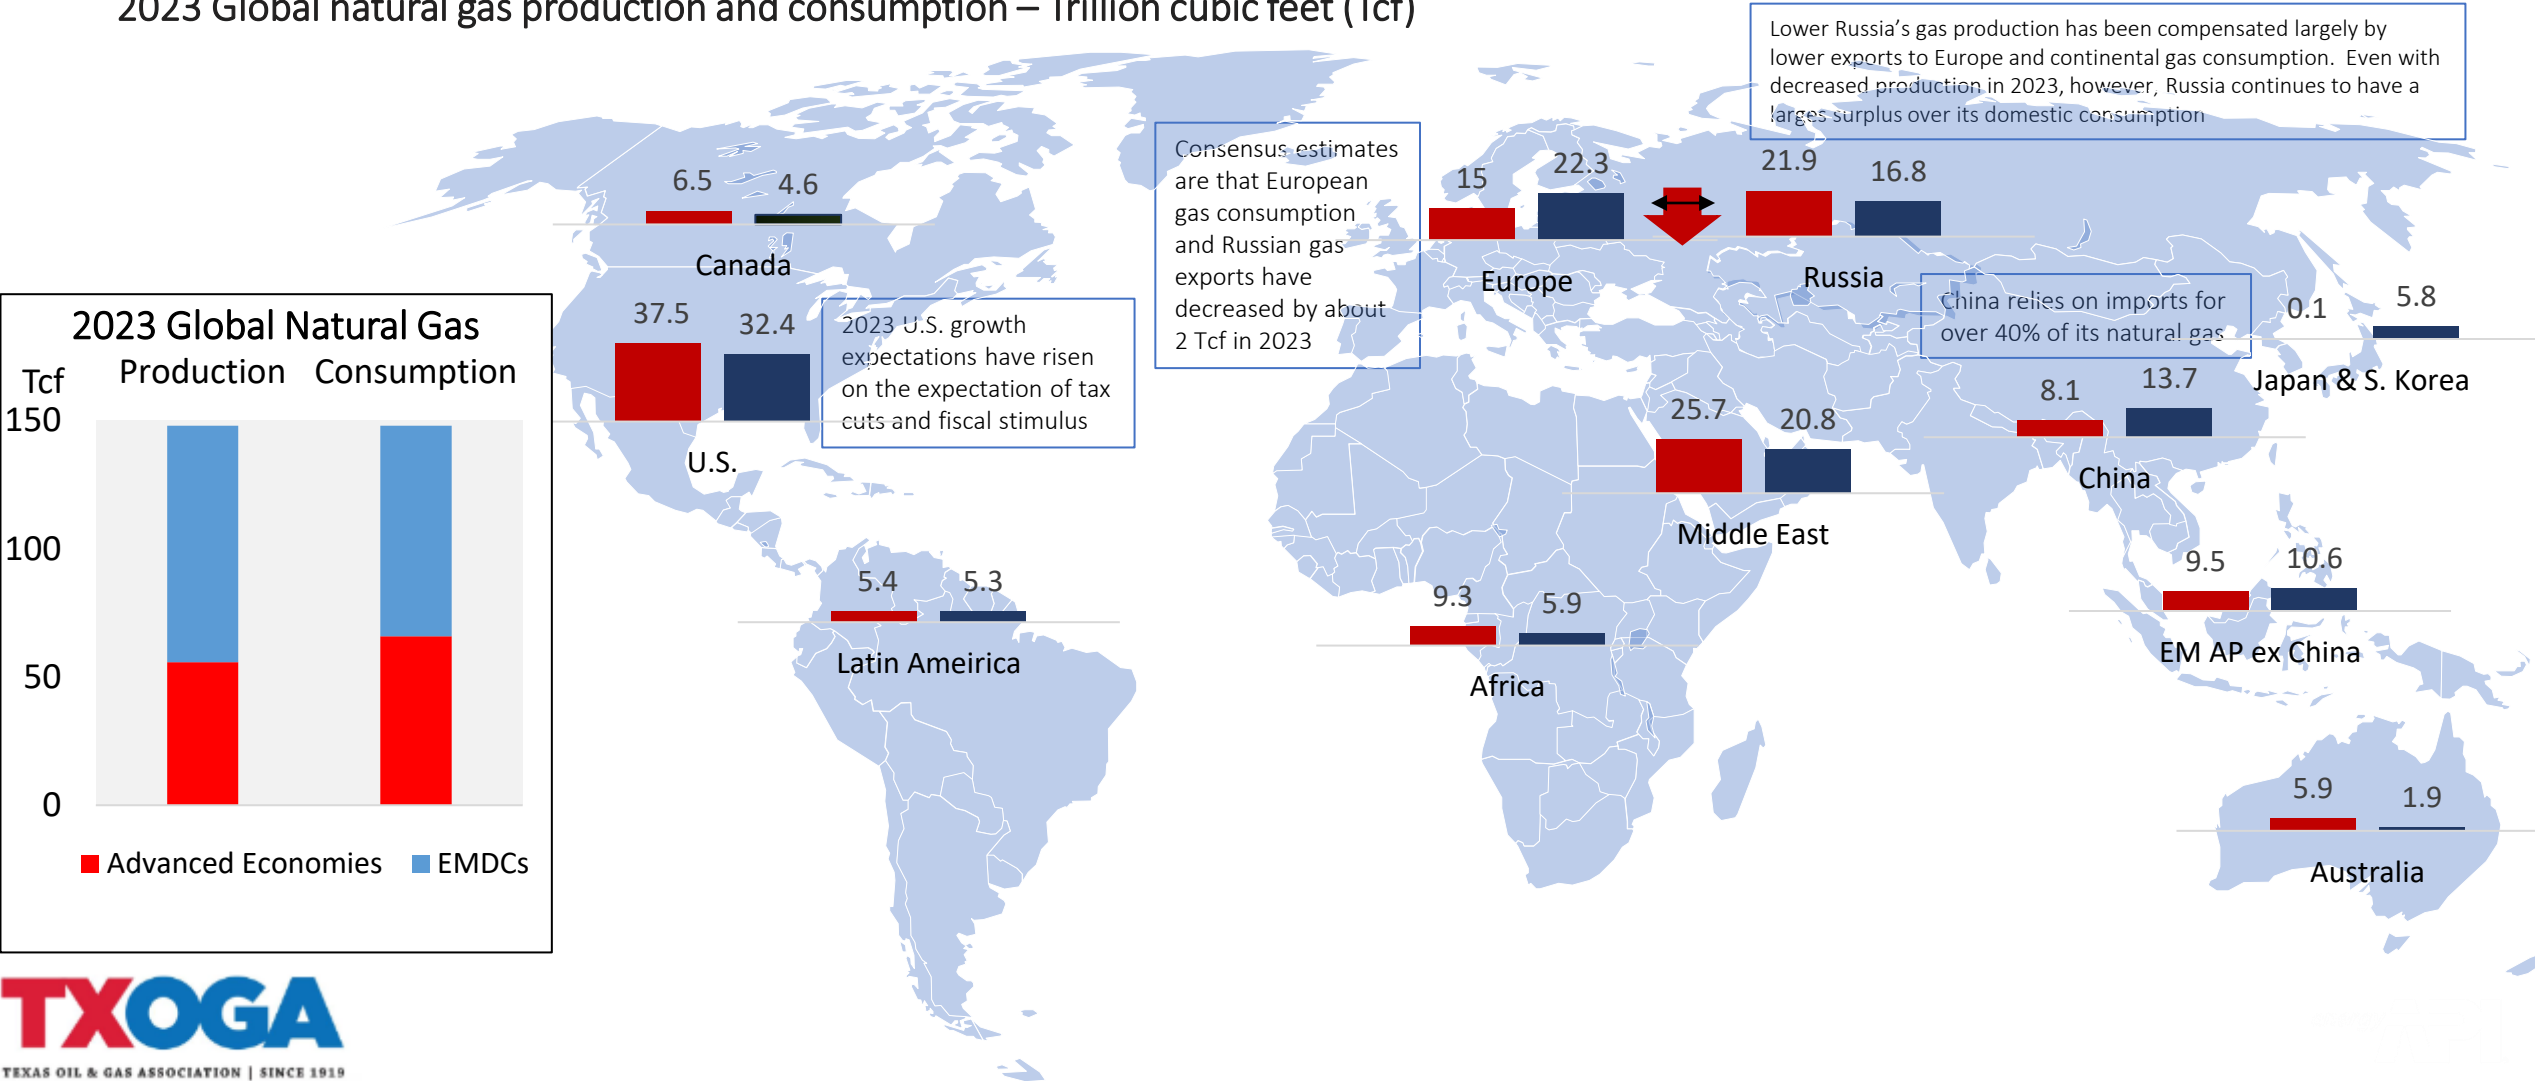 2023 Global natural gas production and consumption – Trillion cubic feet (Tcf)
Lower Russia's gas production has been compensated largely by
lower exports to Europe and continental gas consumption. Even with
decreased production in 2023, however, Russia continues to have a
larges surplus over its domestic consumption
Consensus estimates
are that European
gas consumption
and Russian gas
exports have
decreased by about
2 Tcf in 2023
6.5 4.6
2
Canada
15 22.3
Europe
21.9 16.8
Russia
China relies on imports for
over 40% of its natural gas
0.1 5.8
Japan & S. Korea
37.5 32.4
U.S.
2023 U.S. growth
expectations have risen
on the expectation of tax
cuts and fiscal stimulus
25.7 20.8
Middle East
8.1 13.7
China
5.4 5.3
Latin Ameirica
9.3 5.9
Africa
9.5 10.6
EM AP ex China
5.9 1.9
Australia
2023 Global Natural Gas
Production Consumption
Tcf
150
100
50
0
Advanced Economies EMDCs
TXOGA
TEXAS OIL & GAS ASSOCIATION | SINCE 1919